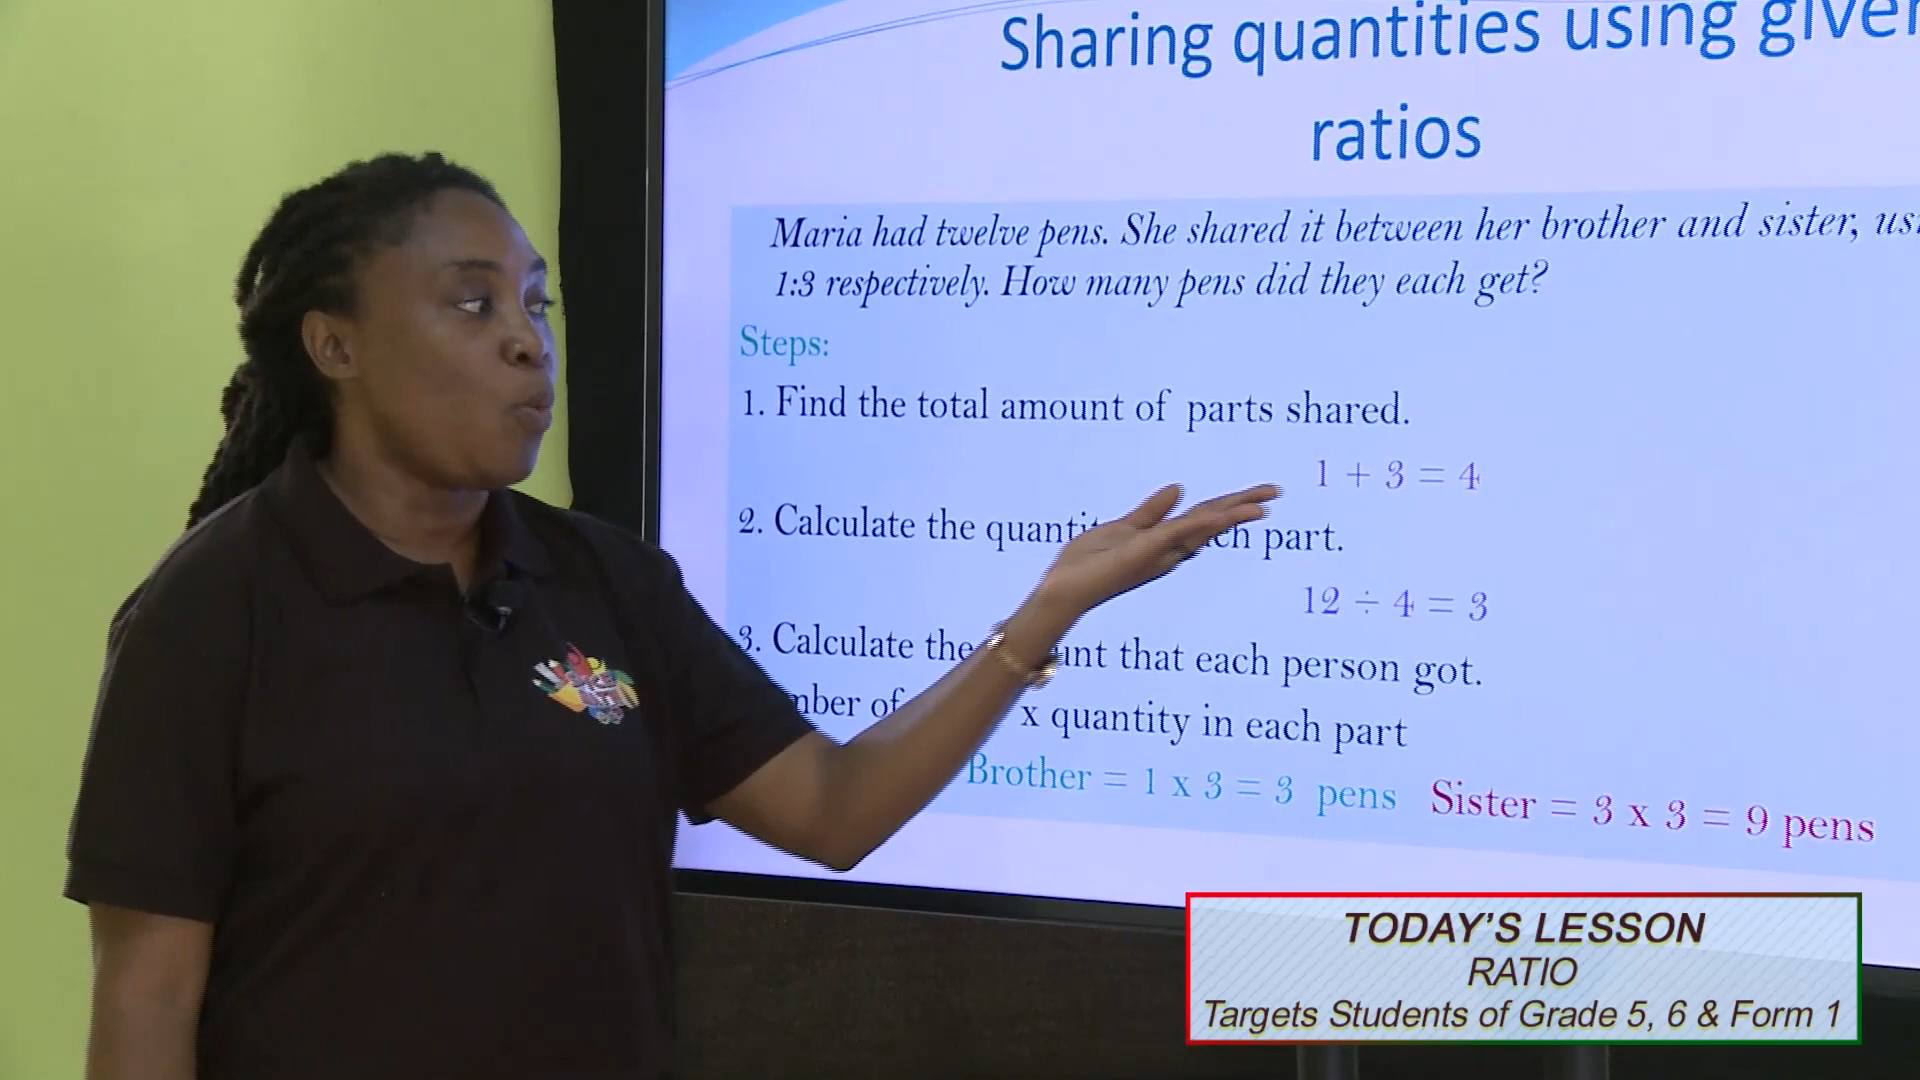 Sharing quantities using given
ratios
Maria had twelve pens. She shared it between her brother and sister,
1:3 respectively. How many pens did they each get?
Steps:
1. Find the total amount of parts shared.
1 + 3 = 4
2. Calculate the part.
12 ÷ 4 = 3
3. Calculate the that each person got.
of x quantity in each part
Brother = 1 x 3 = 3 pens Sister = 3 x 3 = 9 pens
TODAY'S LESSON
RATIO
Targets Students of Grade 5, 6 & Form 1